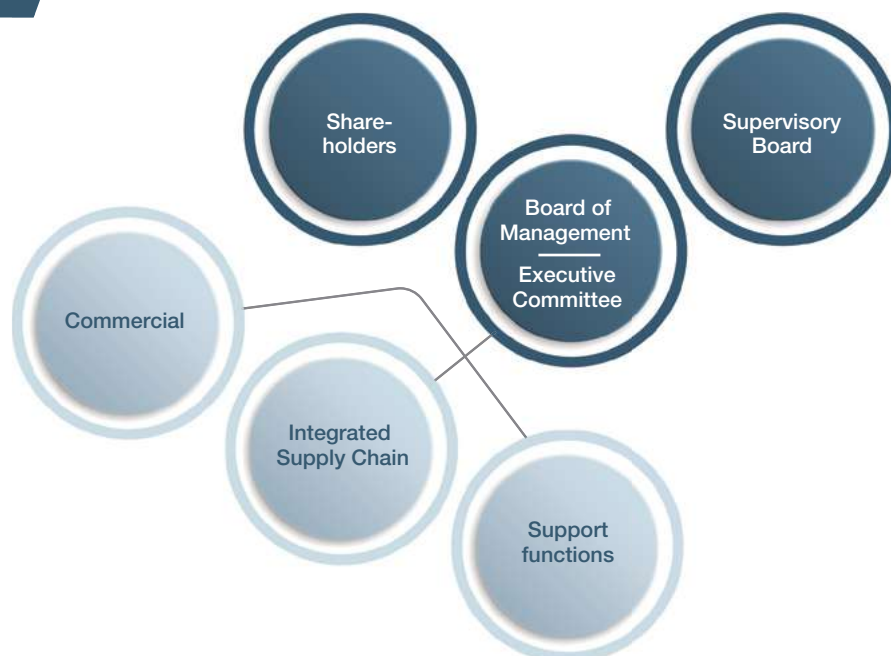 Share-
holders
Supervisory
Board
Board of
Management
Executive
Committee
Commercial
Integrated
Supply Chain
Support
functions